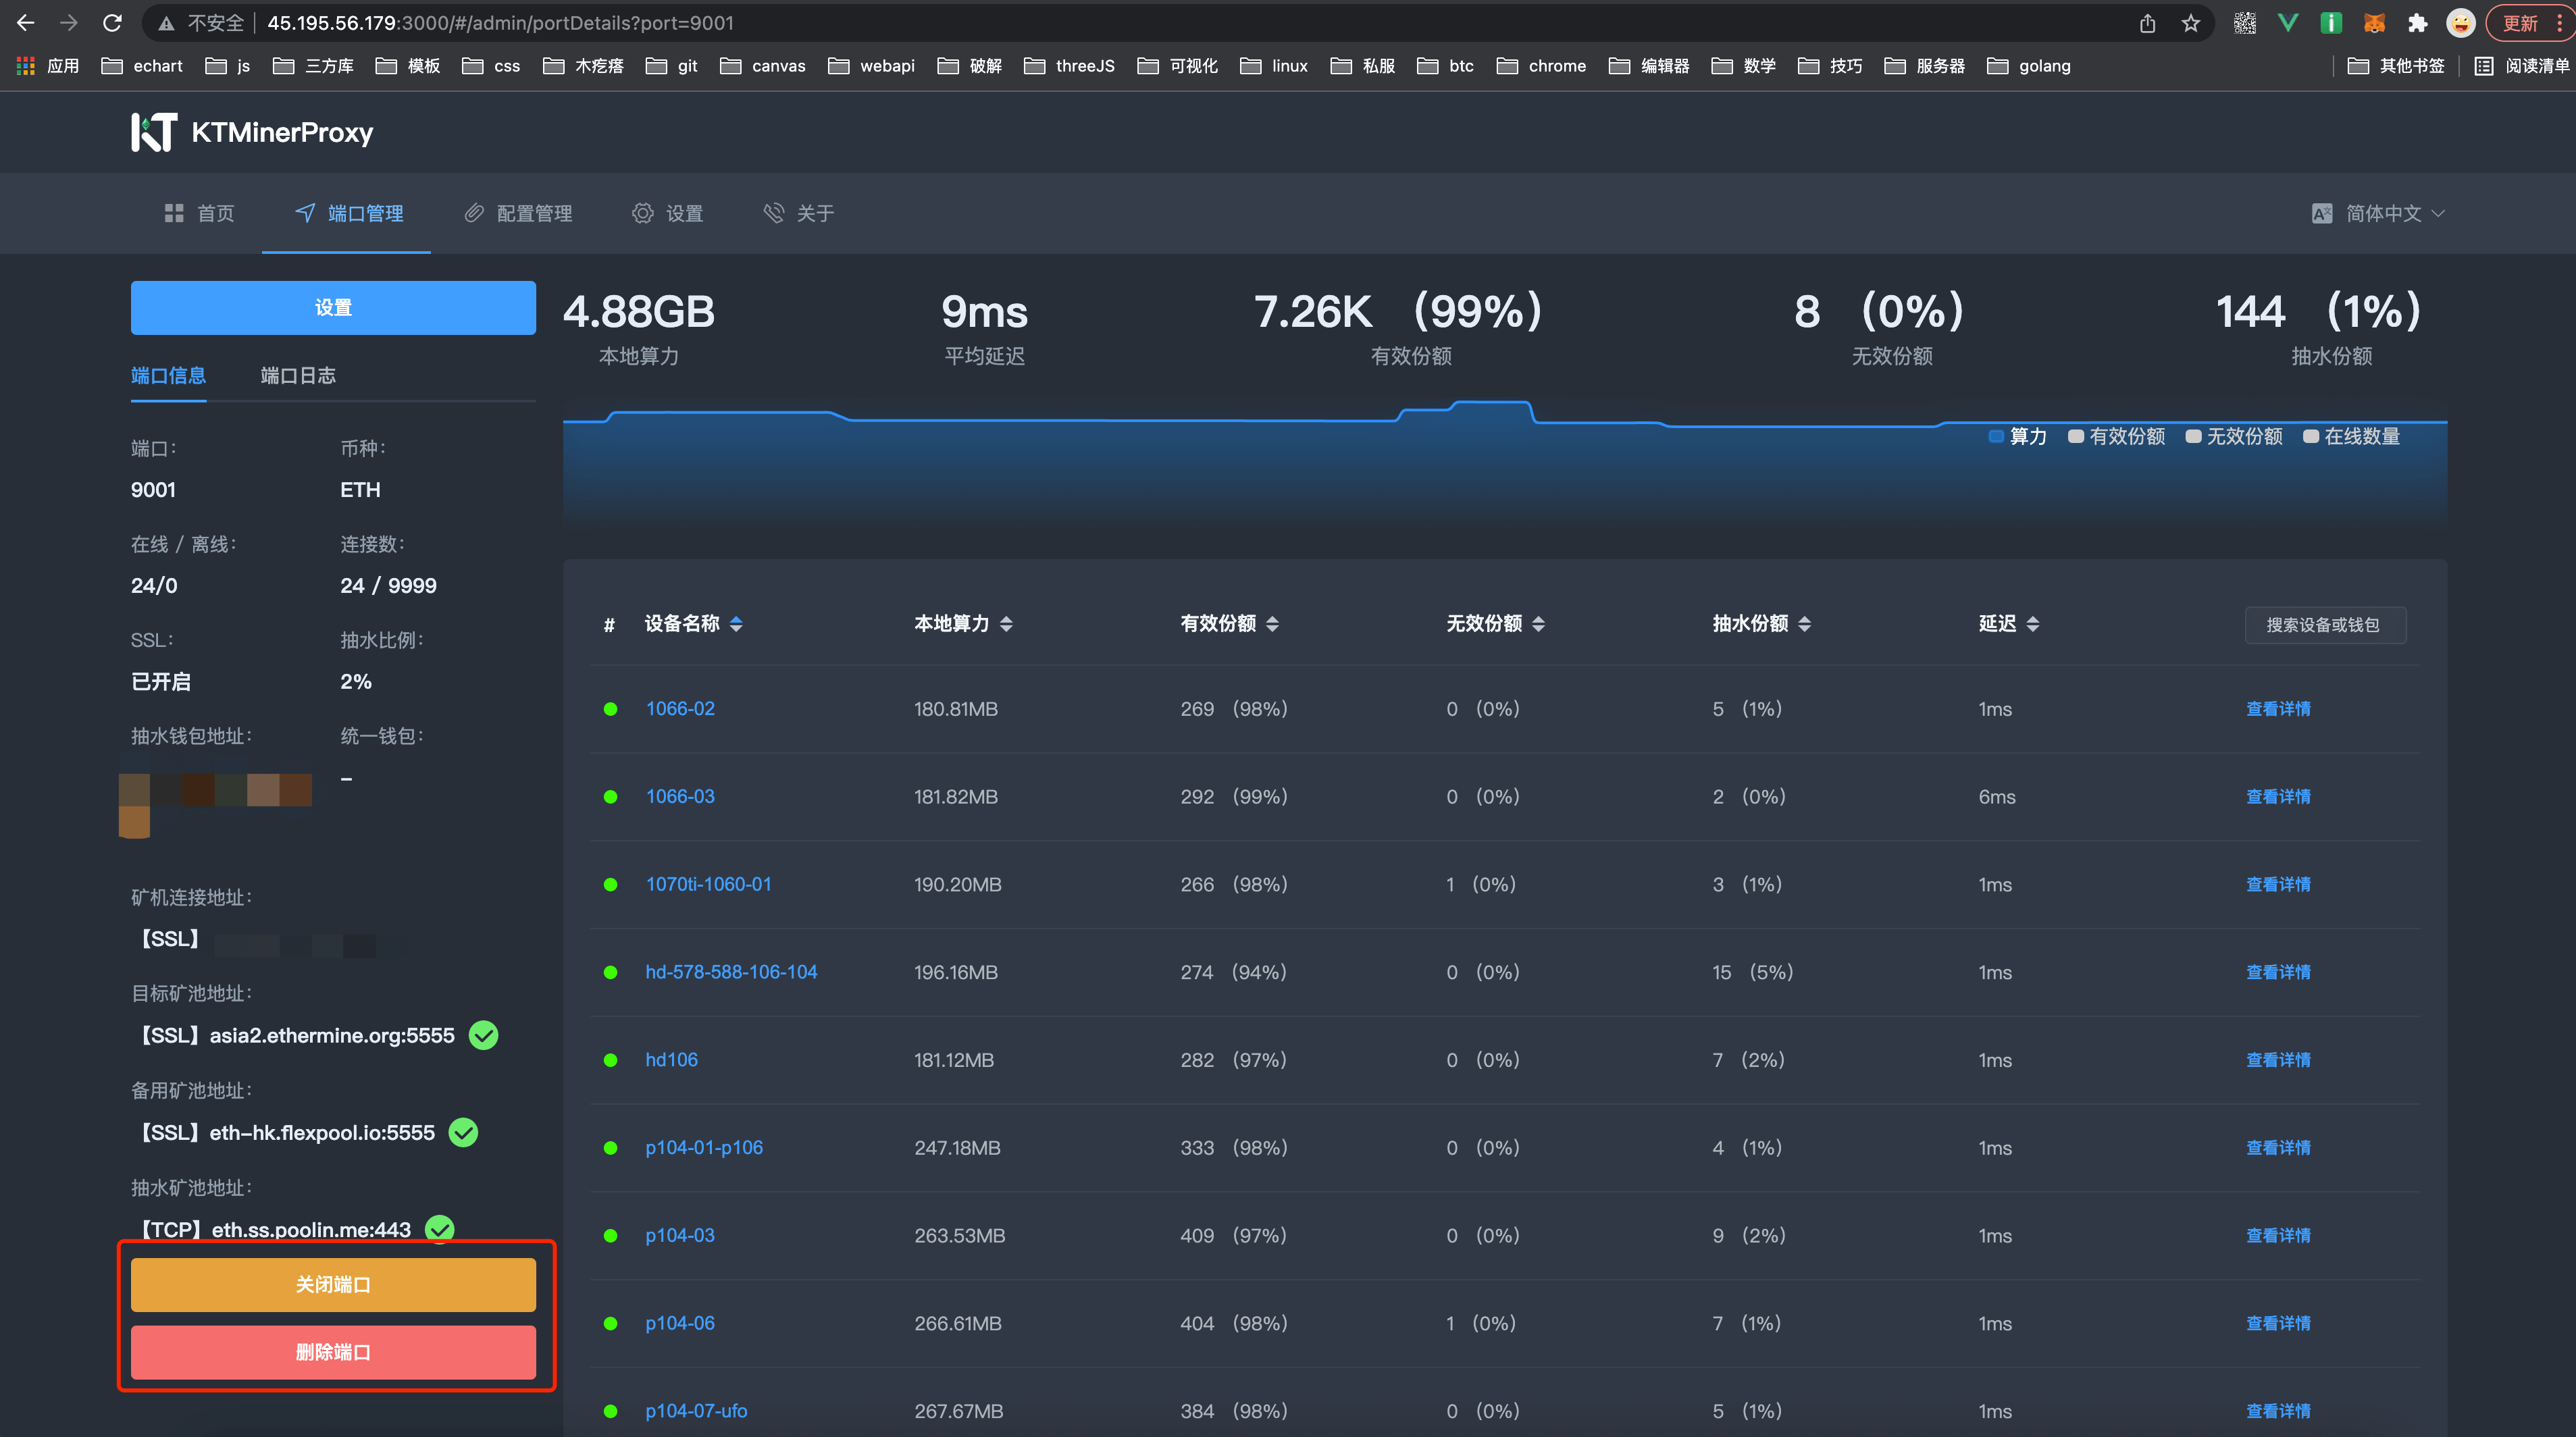 不安全 45.195.56.179:3000/#/admin/portDetails?port=9001 更新
应用 echart js 三方库 模板 css 木疙瘩 git canvas webapi 破解 threeJS 可视化 linux 私服 btc chrome 编辑器 数学 技巧 服务器 golang 其他书签 阅读清单
KT KTMinerProxy
首页 端口管理 配置管理 设置 关于 简体中文
设置
端口信息 端口日志
端口: 币种:
9001 ETH
在线 / 离线: 连接数:
24/0 24 / 9999
SSL: 抽水比例:
已开启 2%
抽水钱包地址: 统一钱包:
–
矿机连接地址:
【SSL】
目标矿池地址:
【SSL】asia2.ethermine.org:5555
备用矿池地址:
【SSL】eth-hk.flexpool.io:5555
抽水矿池地址:
【TCP】eth.ss.poolin.me:443
关闭端口
删除端口
4.88GB 9ms 7.26K (99%) 8 (0%) 144 (1%)
本地算力 平均延迟 有效份额 无效份额 抽水份额
算力 有效份额 无效份额 在线数量
# 设备名称 本地算力 有效份额 无效份额 抽水份额 延迟 搜索设备或钱包
1066-02 180.81MB 269 (98%) 0 (0%) 5 (1%) 1ms 查看详情
1066-03 181.82MB 292 (99%) 0 (0%) 2 (0%) 6ms 查看详情
1070ti-1060-01 190.20MB 266 (98%) 1 (0%) 3 (1%) 1ms 查看详情
hd-578-588-106-104 196.16MB 274 (94%) 0 (0%) 15 (5%) 1ms 查看详情
hd106 181.12MB 282 (97%) 0 (0%) 7 (2%) 1ms 查看详情
p104-01-p106 247.18MB 333 (98%) 0 (0%) 4 (1%) 1ms 查看详情
p104-03 263.53MB 409 (97%) 0 (0%) 9 (2%) 1ms 查看详情
p104-06 266.61MB 404 (98%) 1 (0%) 7 (1%) 1ms 查看详情
p104-07-ufo 267.67MB 384 (98%) 0 (0%) 5 (1%) 1ms 查看详情